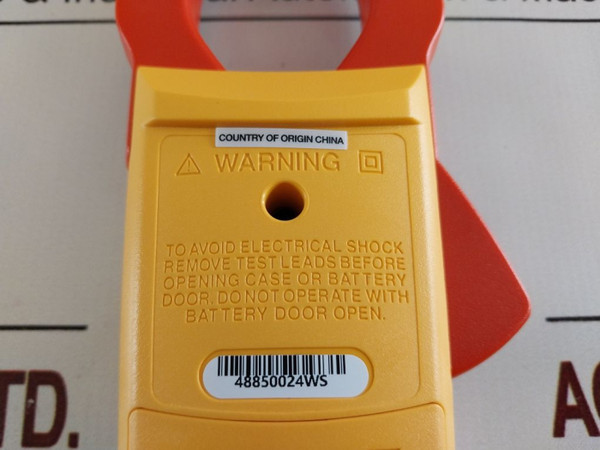 COUNTRY OF ORIGIN CHINA
WARNING
TO AVOID ELECTRICAL SHOCK
REMOVE TEST LEADS BEFORE
OPENING CASE OR BATTERY
DOOR. DO NOT OPERATE WITH
BATTERY DOOR OPEN.
48850024WS
TD.